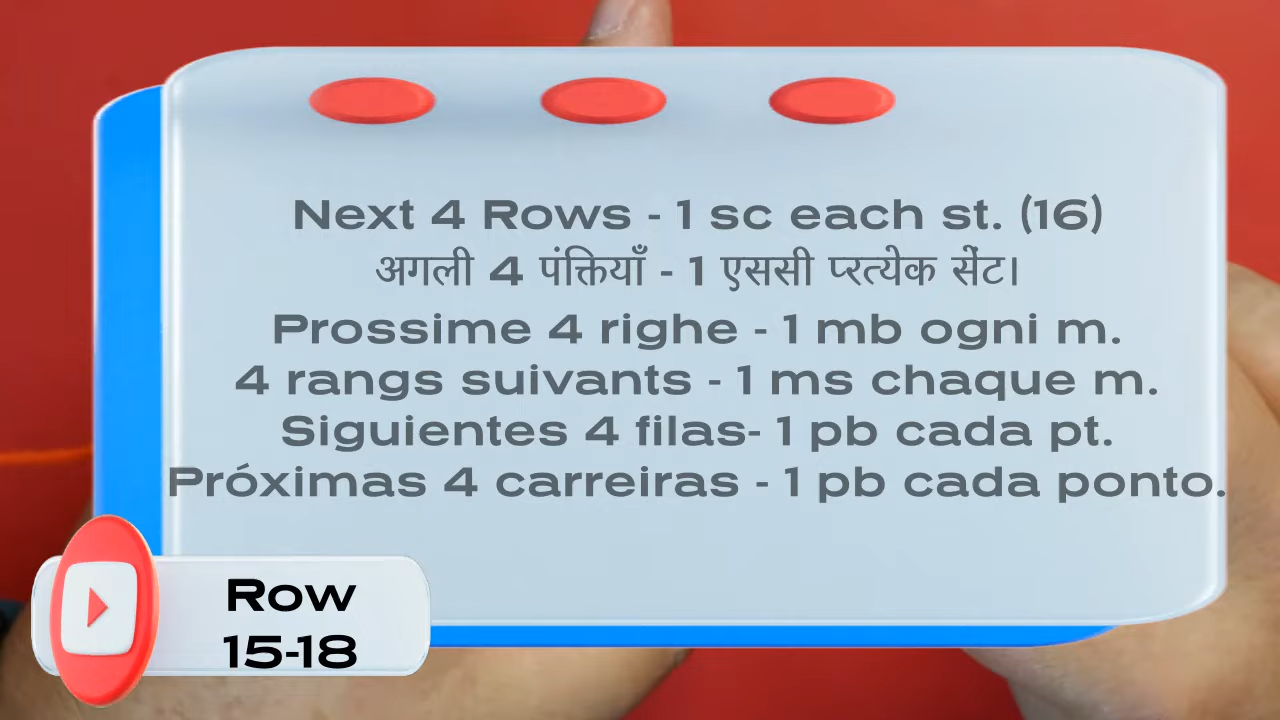 Next 4 Rows - 1 sc each st. (16)
अगली 4 पंक्तियाँ - 1 एससी प्रत्येक सेंट।
Prossime 4 righe - 1 mb ogni m.
4 rangs suivants - 1 ms chaque m.
Siguientes 4 filas- 1 pb cada pt.
Próximas 4 carreiras - 1 pb cada ponto.
Row
15-18